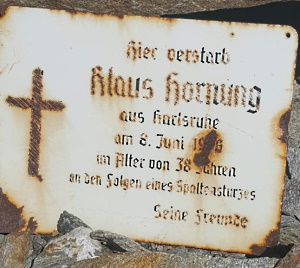 Hier verstarb
Klaus Hornung
aus Karlsruhe
am 8. Juni
im Alter von 38 Jahren
an den Folgen eines Spaltensturzes
Seine Freunde